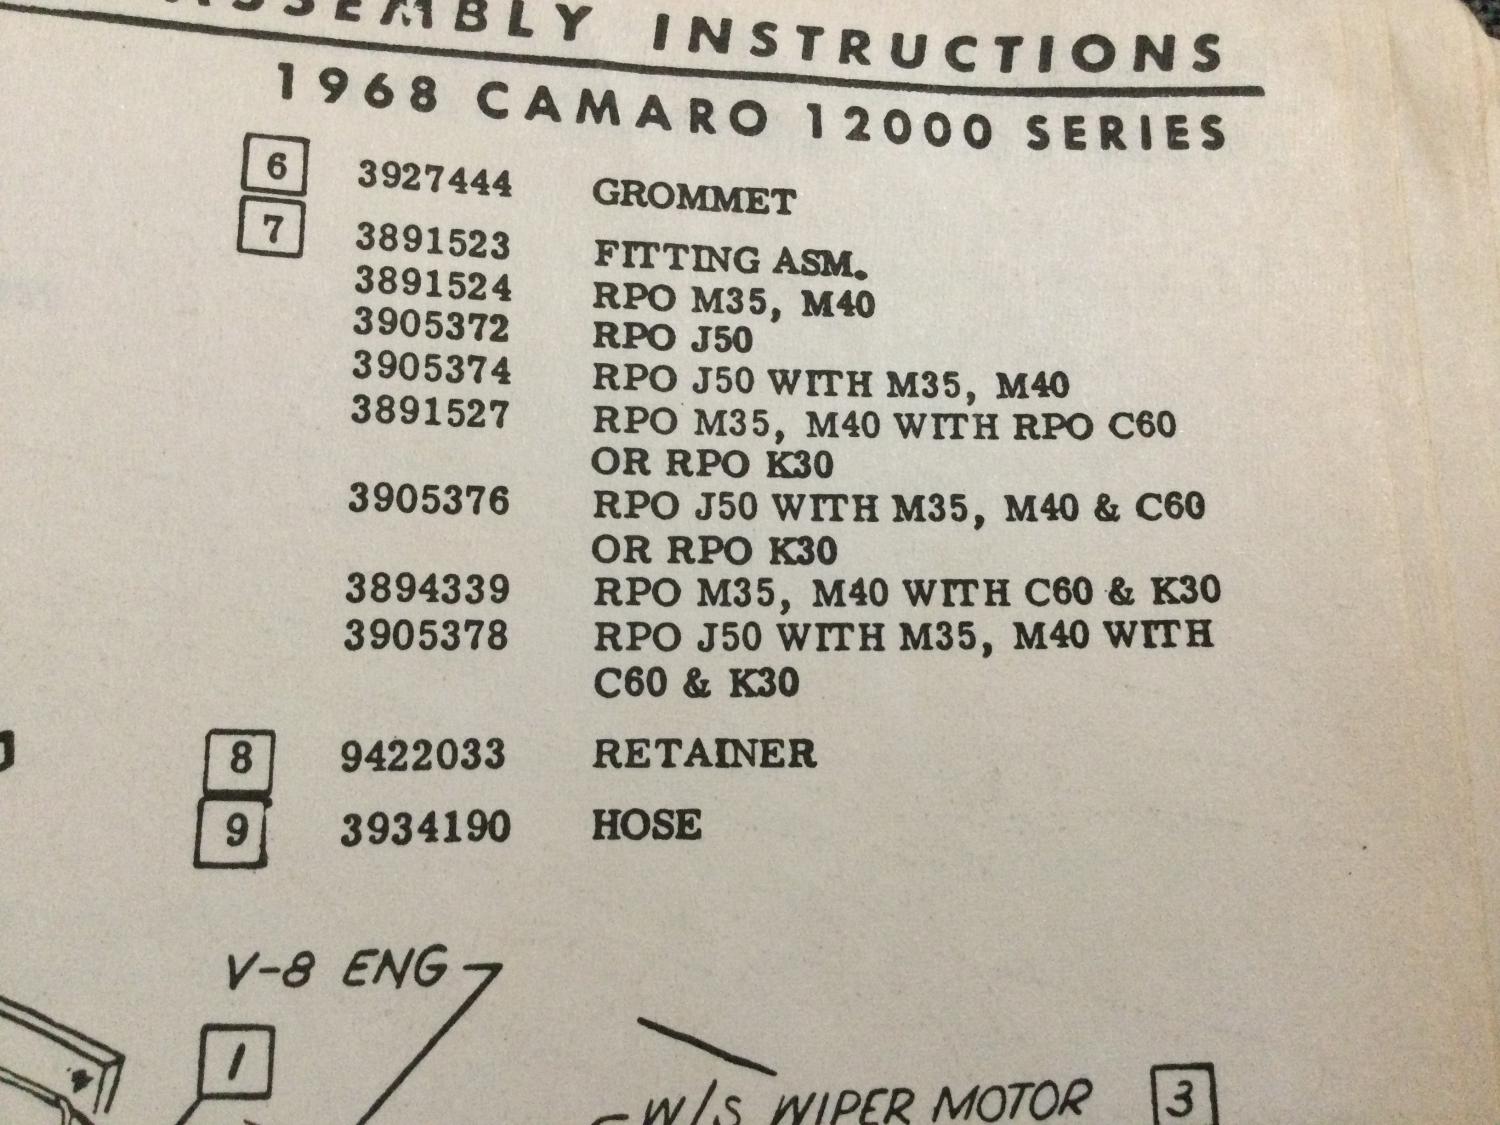 ASSEMBLY INSTRUCTIONS
1968 CAMARO 12000 SERIES
6 3927444 GROMMET
7 3891523 FITTING ASM.
3891524 RPO M35, M40
3905372 RPO J50
3905374 RPO J50 WITH M35, M40
3891527 RPO M35, M40 WITH RPO C60
OR RPO K30
3905376 RPO J50 WITH M35, M40 & C60
OR RPO K30
3894339 RPO M35, M40 WITH C60 & K30
3905378 RPO J50 WITH M35, M40 WITH
C60 & K30
8 9422033 RETAINER
9 3934190 HOSE
V-8 ENG
1
W/S WIPER MOTOR 3